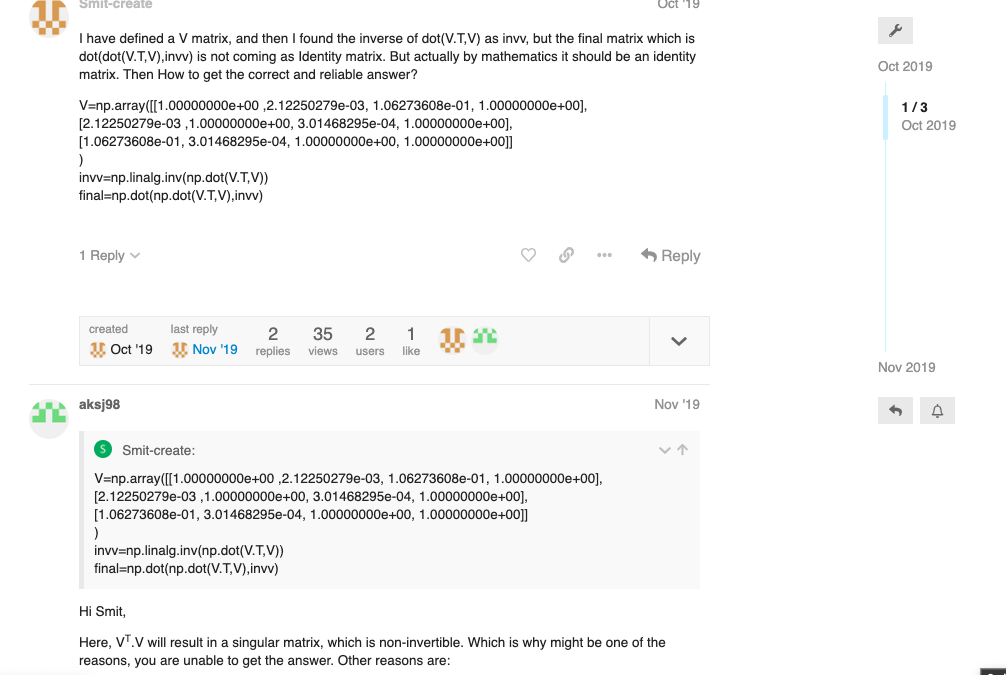 Smit-create Oct '19
I have defined a V matrix, and then I found the inverse of dot(V.T,V) as invv, but the final matrix which is
dot(dot(V.T,V),invv) is not coming as Identity matrix. But actually by mathematics it should be an identity
matrix. Then How to get the correct and reliable answer?
V=np.array([[1.00000000e+00 ,2.12250279e-03, 1.06273608e-01, 1.00000000e+00],
[2.12250279e-03 ,1.00000000e+00, 3.01468295e-04, 1.00000000e+00],
[1.06273608e-01, 3.01468295e-04, 1.00000000e+00, 1.00000000e+00]]
)
invv=np.linalg.inv(np.dot(V.T,V))
final=np.dot(np.dot(V.T,V),invv)
1 Reply
Reply
created last reply 2 35 2 1
Oct '19 Nov '19 replies views users like
aksj98 Nov '19
S Smit-create:
V=np.array([[1.00000000e+00 ,2.12250279e-03, 1.06273608e-01, 1.00000000e+00],
[2.12250279e-03 ,1.00000000e+00, 3.01468295e-04, 1.00000000e+00],
[1.06273608e-01, 3.01468295e-04, 1.00000000e+00, 1.00000000e+00]]
)
invv=np.linalg.inv(np.dot(V.T,V))
final=np.dot(np.dot(V.T,V),invv)
Hi Smit,
Here, Vᵀ.V will result in a singular matrix, which is non-invertible. Which is why might be one of the
reasons, you are unable to get the answer. Other reasons are:
Oct 2019
1 / 3
Oct 2019
Nov 2019